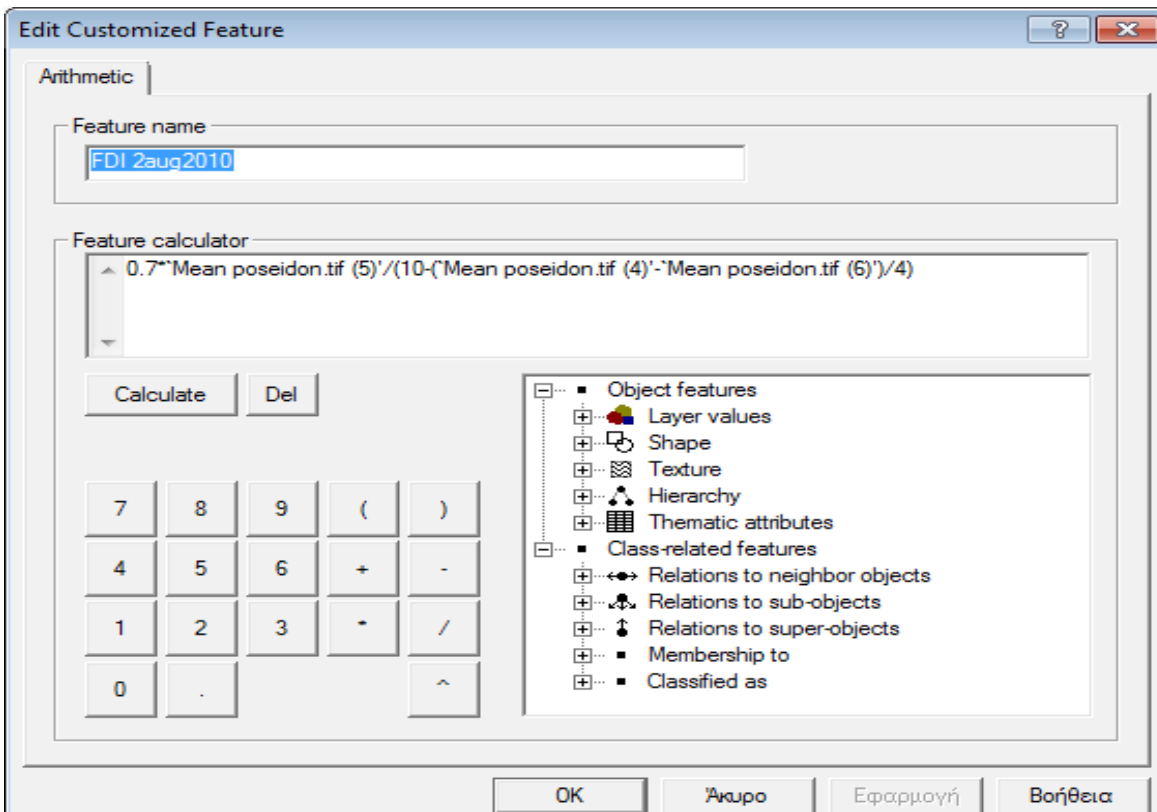 Edit Customized Feature
Arithmetic
Feature name
FDI 2aug2010
Feature calculator
0.7*`Mean poseidon.tif (5)'/(10-(`Mean poseidon.tif (4)'-`Mean poseidon.tif (6)')/4)
Calculate Del
7 8 9 ( )
4 5 6 + -
1 2 3 * /
0 . ^
Object features
Layer values
Shape
Texture
Hierarchy
Thematic attributes
Class-related features
Relations to neighbor objects
Relations to sub-objects
Relations to super-objects
Membership to
Classified as
OK Άκυρο Εφαρμογή Βοήθεια